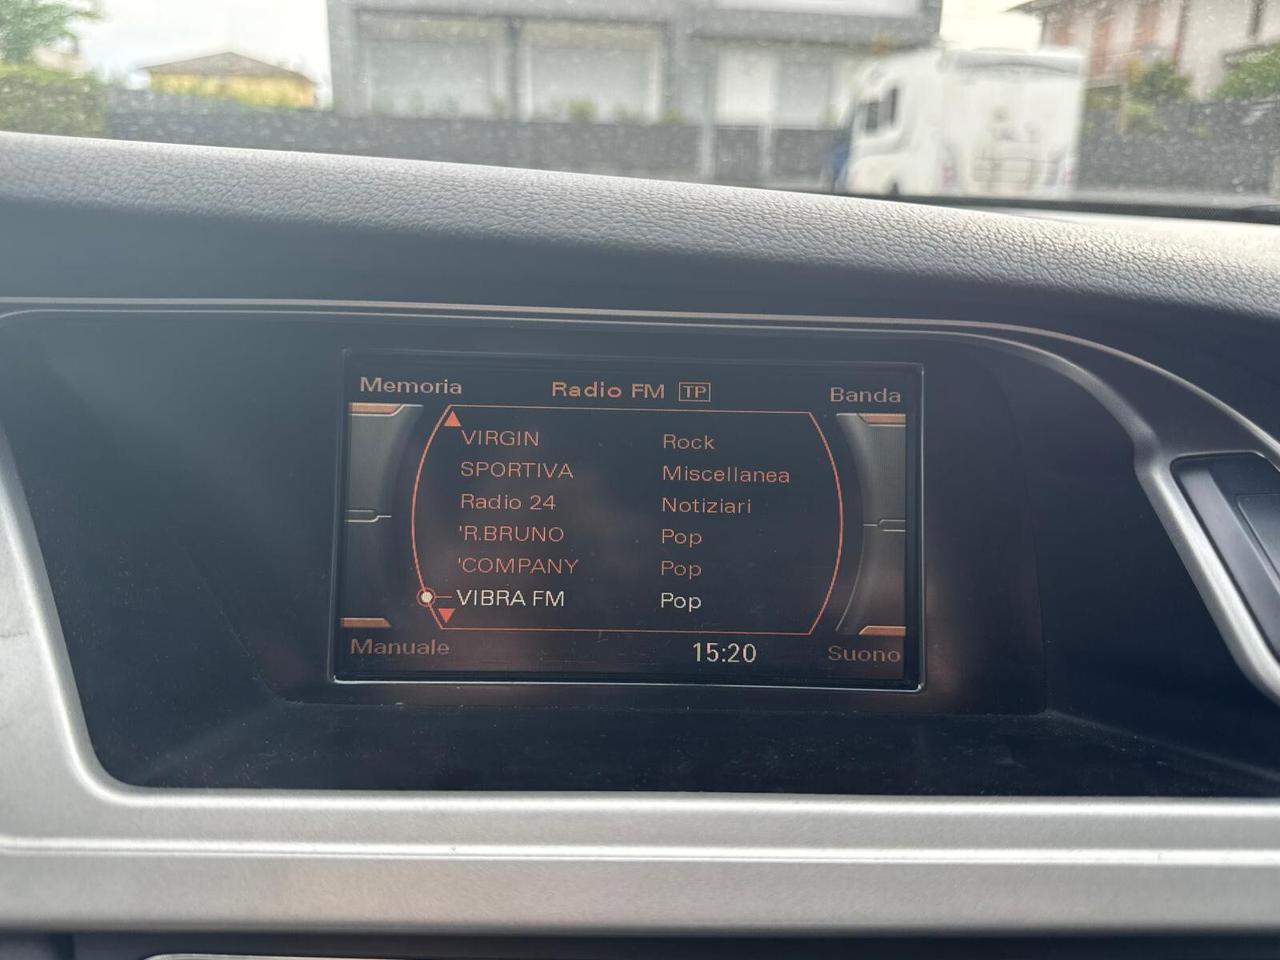 Memoria Radio FM TP Banda
VIRGIN Rock
SPORTIVA Miscellanea
Radio 24 Notiziari
'R.BRUNO Pop
'COMPANY Pop
VIBRA FM Pop
Manuale 15:20 Suono